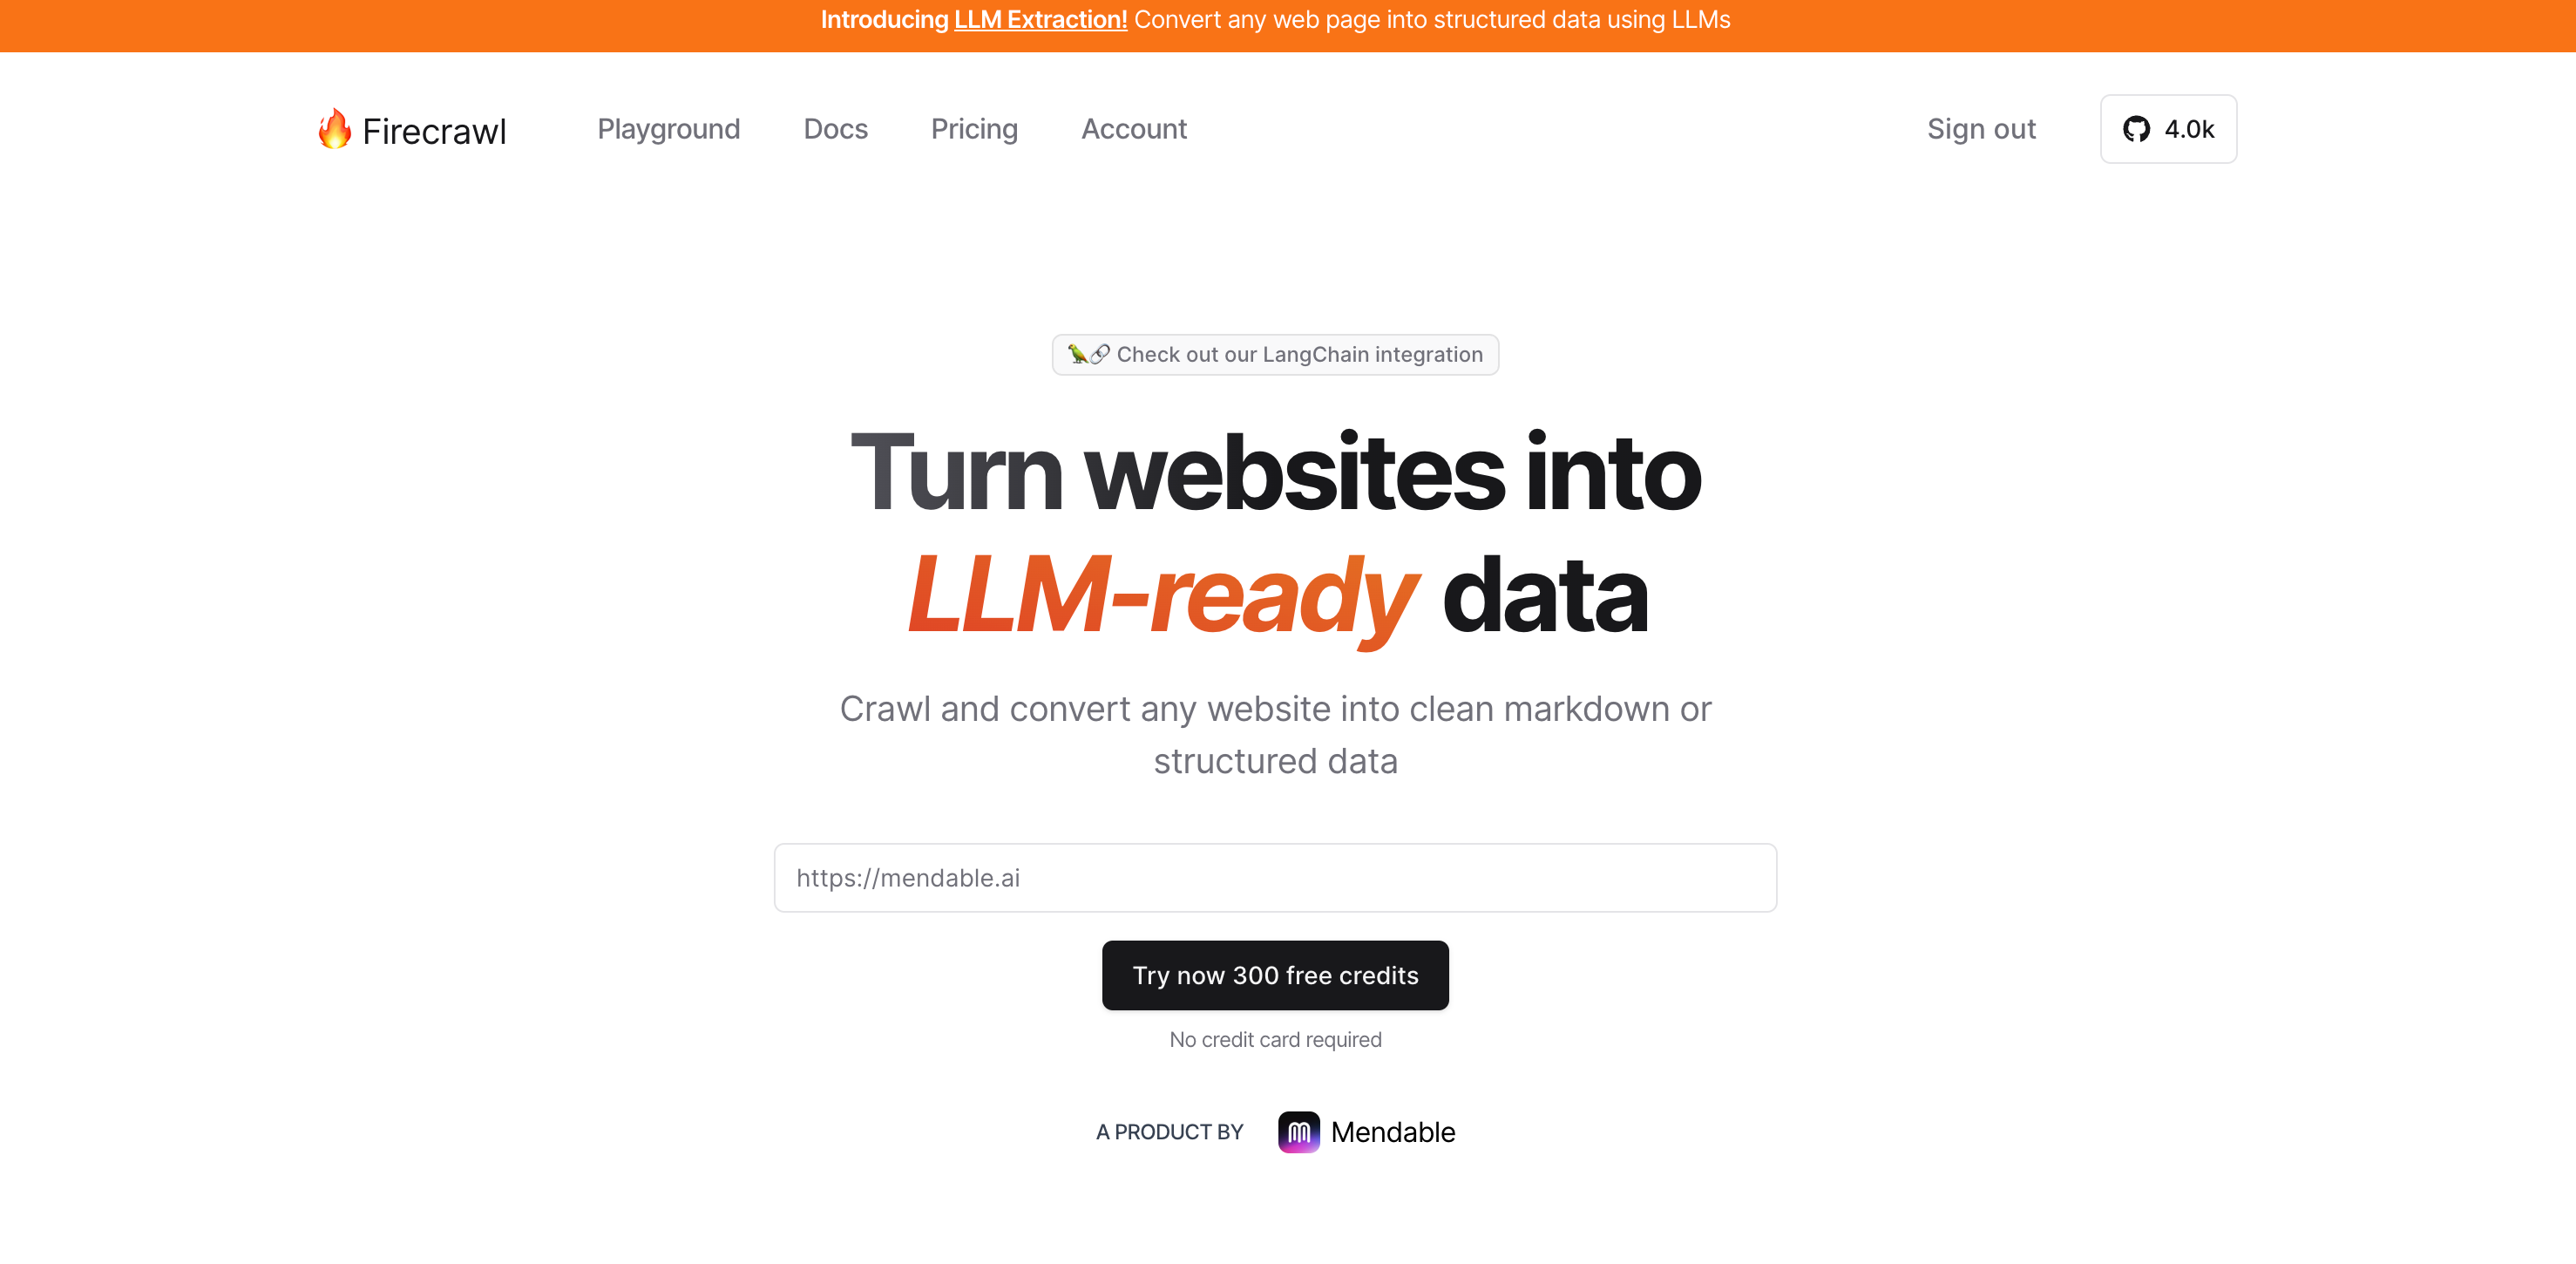 Introducing LLM Extraction! Convert any web page into structured data using LLMs
Firecrawl
Playground
Docs
Pricing
Account
Sign out
4.0k
Check out our LangChain integration
Turn websites into
LLM-ready data
Crawl and convert any website into clean markdown or
structured data
https://mendable.ai
Try now 300 free credits
No credit card required
A PRODUCT BY
Mendable